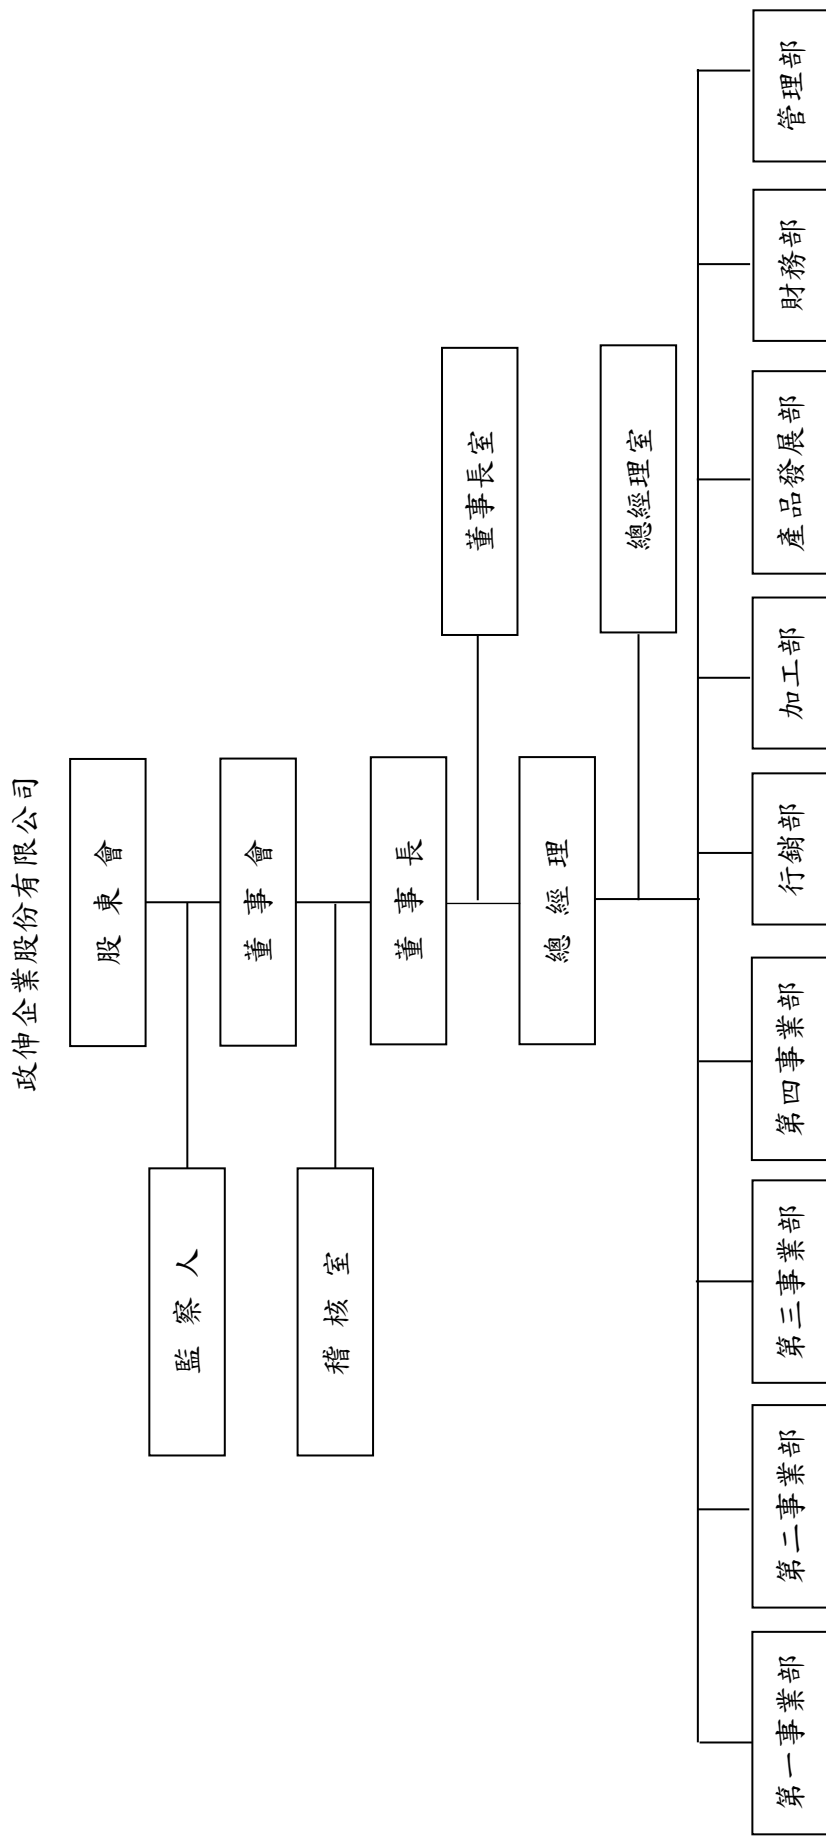 政伸企業股份有限公司
股東會
監察人
董事會
稽核室
董事長
董事長室
總經理
總經理室
第一事業部
第二事業部
第三事業部
第四事業部
行銷部
加工部
產品發展部
財務部
管理部